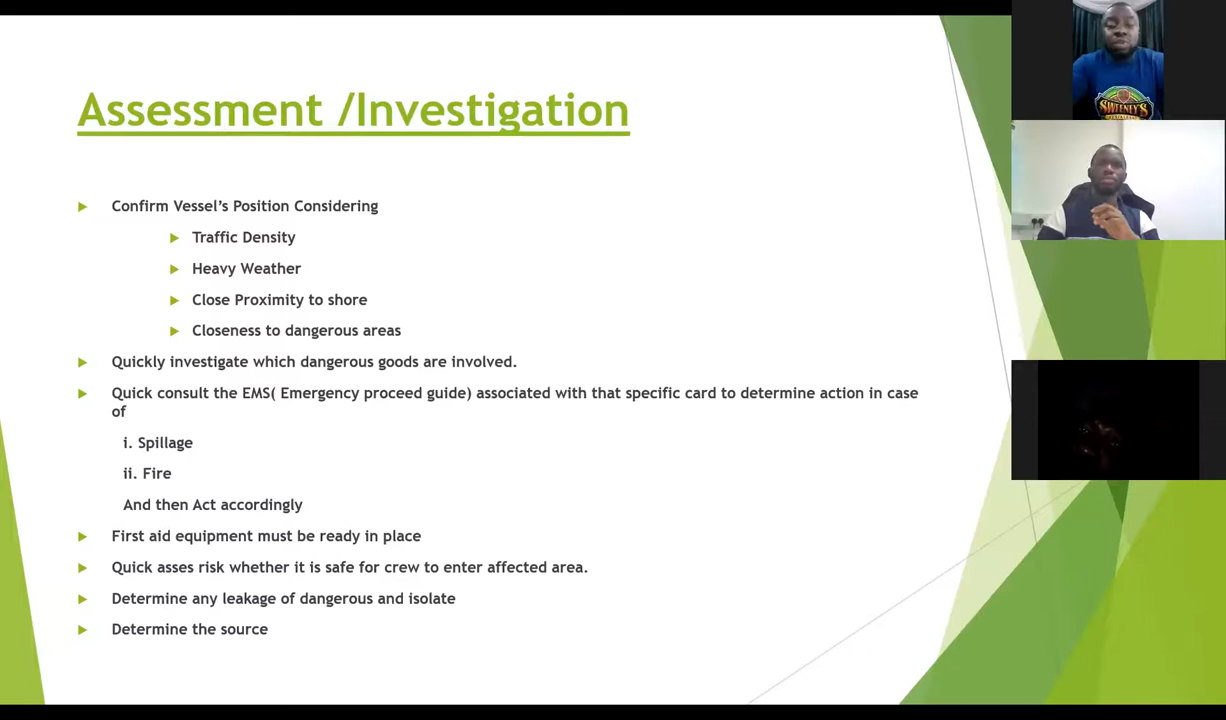 Assessment /Investigation
Confirm Vessel's Position Considering
Traffic Density
Heavy Weather
Close Proximity to shore
Closeness to dangerous areas
Quickly investigate which dangerous goods are involved.
Quick consult the EMS( Emergency proceed guide) associated with that specific card to determine action in case
of
i. Spillage
ii. Fire
And then Act accordingly
First aid equipment must be ready in place
Quick asses risk whether it is safe for crew to enter affected area.
Determine any leakage of dangerous and isolate
Determine the source
SWEENEY'S